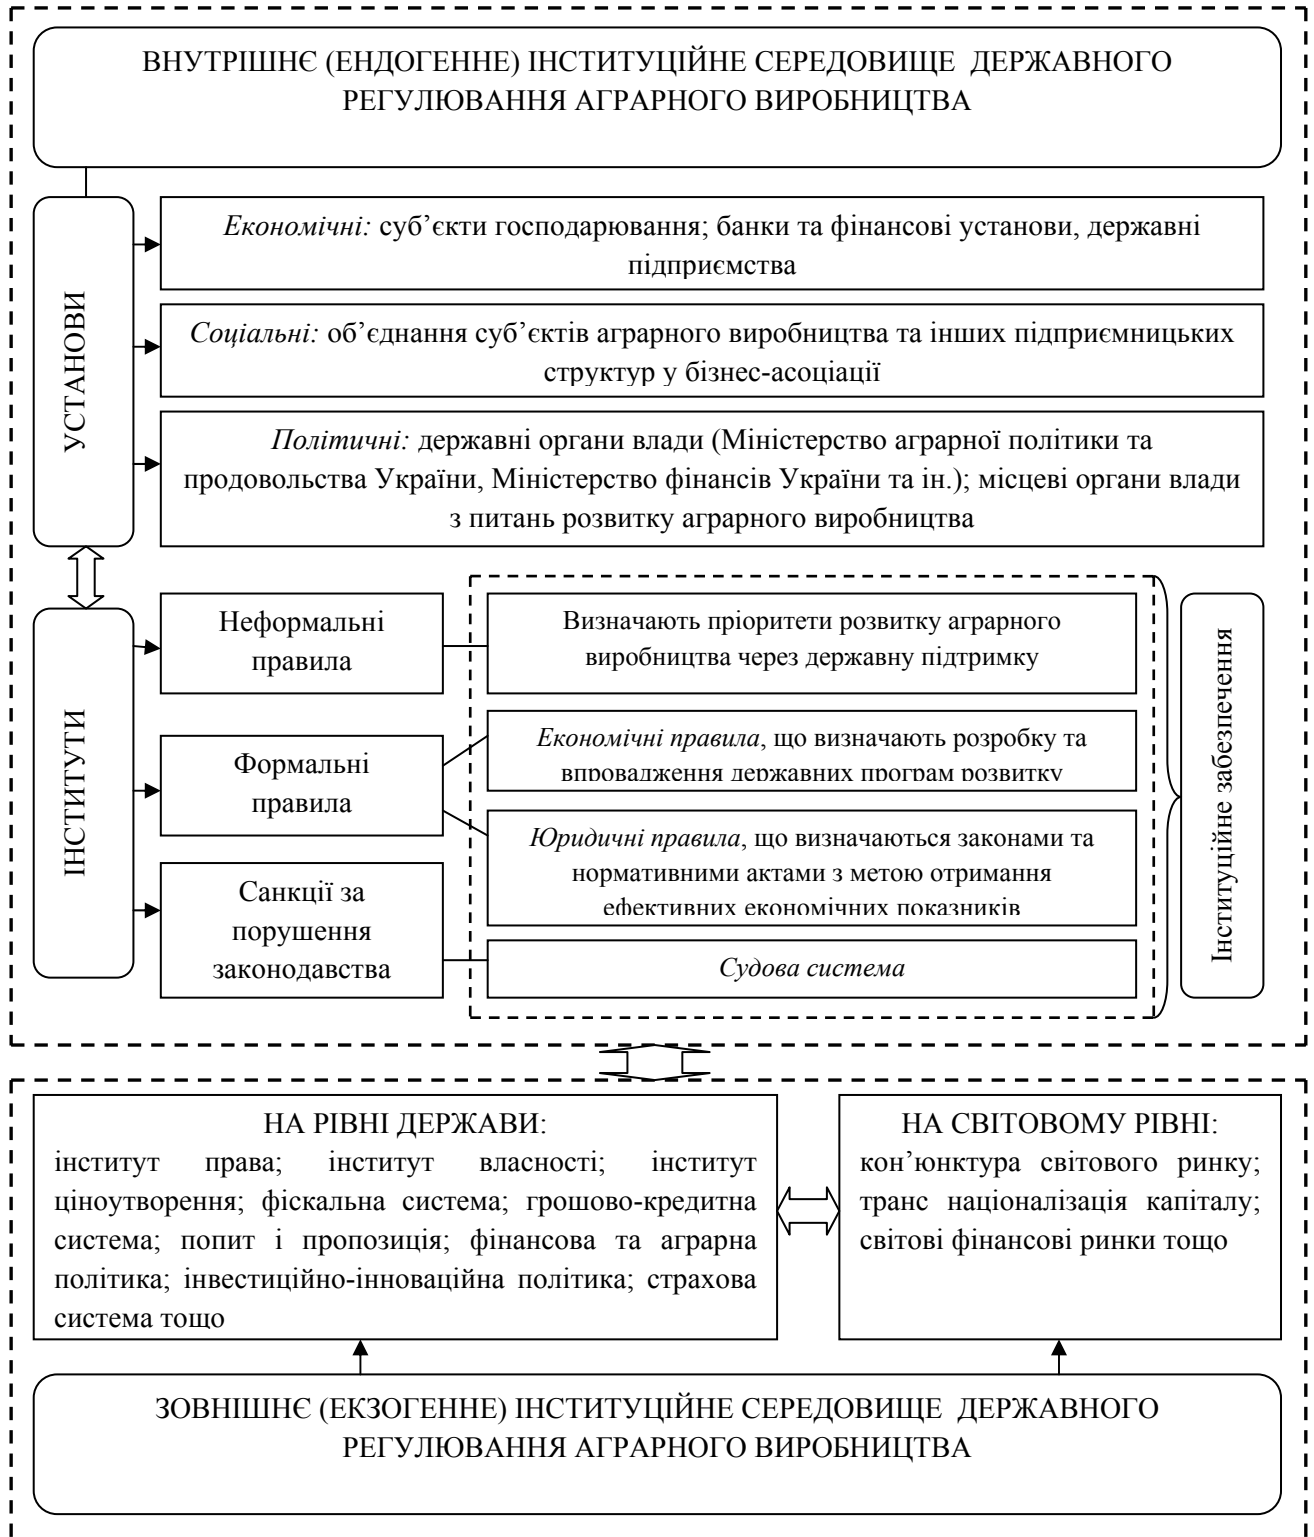 ВНУТРІШНЄ (ЕНДОГЕННЕ) ІНСТИТУЦІЙНЕ СЕРЕДОВИЩЕ ДЕРЖАВНОГО
РЕГУЛЮВАННЯ АГРАРНОГО ВИРОБНИЦТВА
УСТАНОВИ
Економічні: суб’єкти господарювання; банки та фінансові установи, державні
підприємства
Соціальні: об’єднання суб’єктів аграрного виробництва та інших підприємницьких
структур у бізнес-асоціації
Політичні: державні органи влади (Міністерство аграрної політики та
продовольства України, Міністерство фінансів України та ін.); місцеві органи влади
з питань розвитку аграрного виробництва
ІНСТИТУТИ
Неформальні
правила
Визначають пріоритети розвитку аграрного
виробництва через державну підтримку
Формальні
правила
Економічні правила, що визначають розробку та
впровадження державних програм розвитку
Юридичні правила, що визначаються законами та
нормативними актами з метою отримання
ефективних економічних показників
Санкції за
порушення
законодавства
Судова система
Інституційне забезпечення
НА РІВНІ ДЕРЖАВИ:
інститут права; інститут власності; інститут
ціноутворення; фіскальна система; грошово-кредитна
система; попит і пропозиція; фінансова та аграрна
політика; інвестиційно-інноваційна політика; страхова
система тощо
НА СВІТОВОМУ РІВНІ:
кон’юнктура світового ринку;
транс націоналізація капіталу;
світові фінансові ринки тощо
ЗОВНІШНЄ (ЕКЗОГЕННЕ) ІНСТИТУЦІЙНЕ СЕРЕДОВИЩЕ ДЕРЖАВНОГО
РЕГУЛЮВАННЯ АГРАРНОГО ВИРОБНИЦТВА